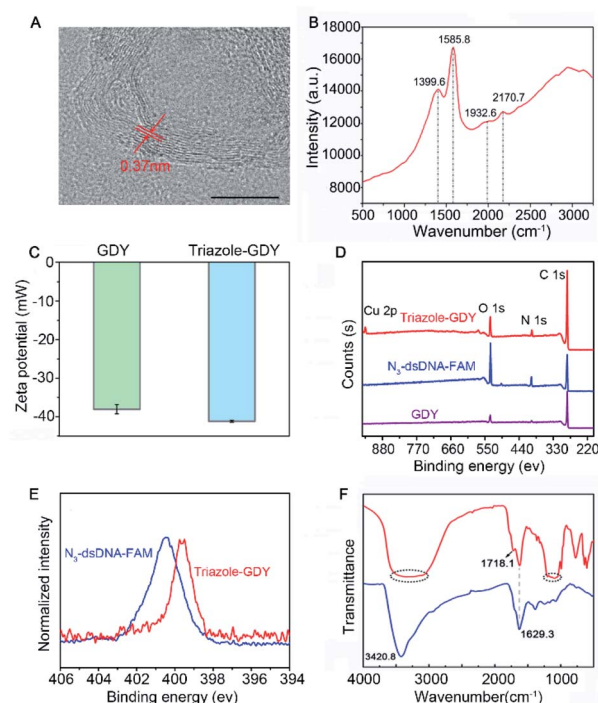 A
0.37nm
B
Intensity (a.u.)
18000
16000
14000
12000
10000
8000
1399.6
1585.8
1932.6
2170.7
500 1000 1500 2000 2500 3000
Wavenumber (cm⁻¹)
C
GDY Triazole-GDY
Zeta potential (mW)
0
-10
-20
-30
-40
D
Counts (s)
Cu 2p
Triazole-GDY
O 1s
N 1s
C 1s
N₃-dsDNA-FAM
GDY
880 770 660 550 440 330 220
Binding energy (ev)
E
Normalized intensity
N₃-dsDNA-FAM
Triazole-GDY
406 404 402 400 398 396 394
Binding energy (ev)
F
Transmittance
1718.1
1629.3
3420.8
4000 3000 2000 1000
Wavenumber(cm⁻¹)